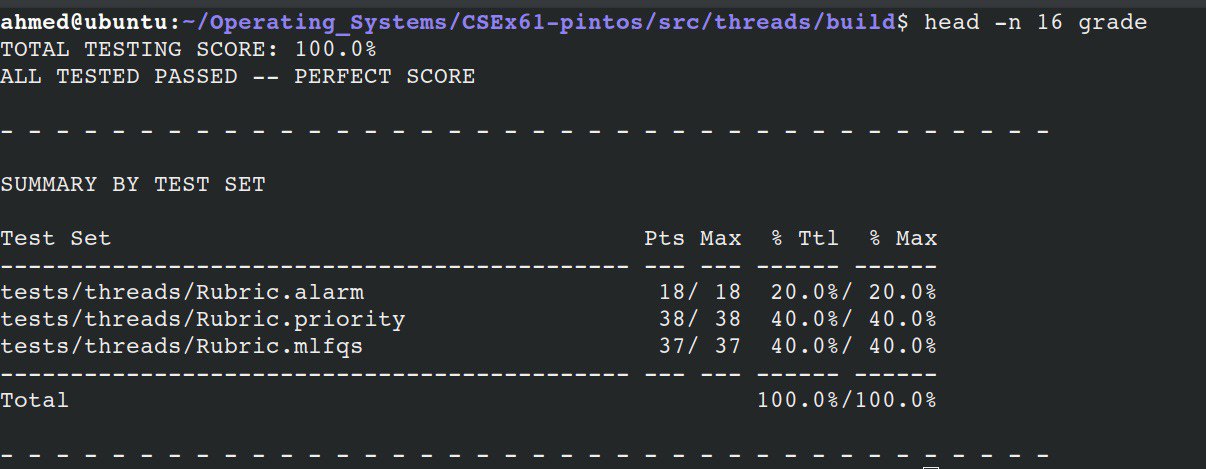 ahmed@ubuntu:~/Operating_Systems/CSEx61-pintos/src/threads/build$ head -n 16 grade
TOTAL TESTING SCORE: 100.0%
ALL TESTED PASSED -- PERFECT SCORE
- - - - - - - - - - - - - - - - - - - - - - - - - - - - - - - - - - - - - -
SUMMARY BY TEST SET
Test Set                                      Pts Max  % Ttl  % Max
--------------------------------------------- --- --- ------ ------
tests/threads/Rubric.alarm                     18/ 18  20.0%/ 20.0%
tests/threads/Rubric.priority                  38/ 38  40.0%/ 40.0%
tests/threads/Rubric.mlfqs                     37/ 37  40.0%/ 40.0%
--------------------------------------------- --- --- ------ ------
Total                                                 100.0%/100.0%
- - - - - - - - - - - - - - - - - - - - - - - - - - - - - - - - - - - - - -